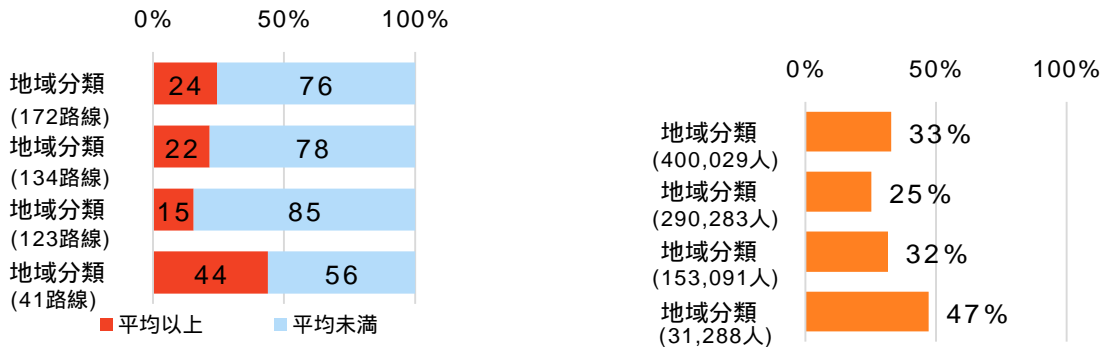 0% 50% 100%
地域分類 24 76
(172路線)
地域分類 22 78
(134路線)
地域分類 15 85
(123路線)
地域分類 44 56
(41路線)
平均以上 平均未満
0% 50% 100%
地域分類 33%
(400,029人)
地域分類 25%
(290,283人)
地域分類 32%
(153,091人)
地域分類 47%
(31,288人)